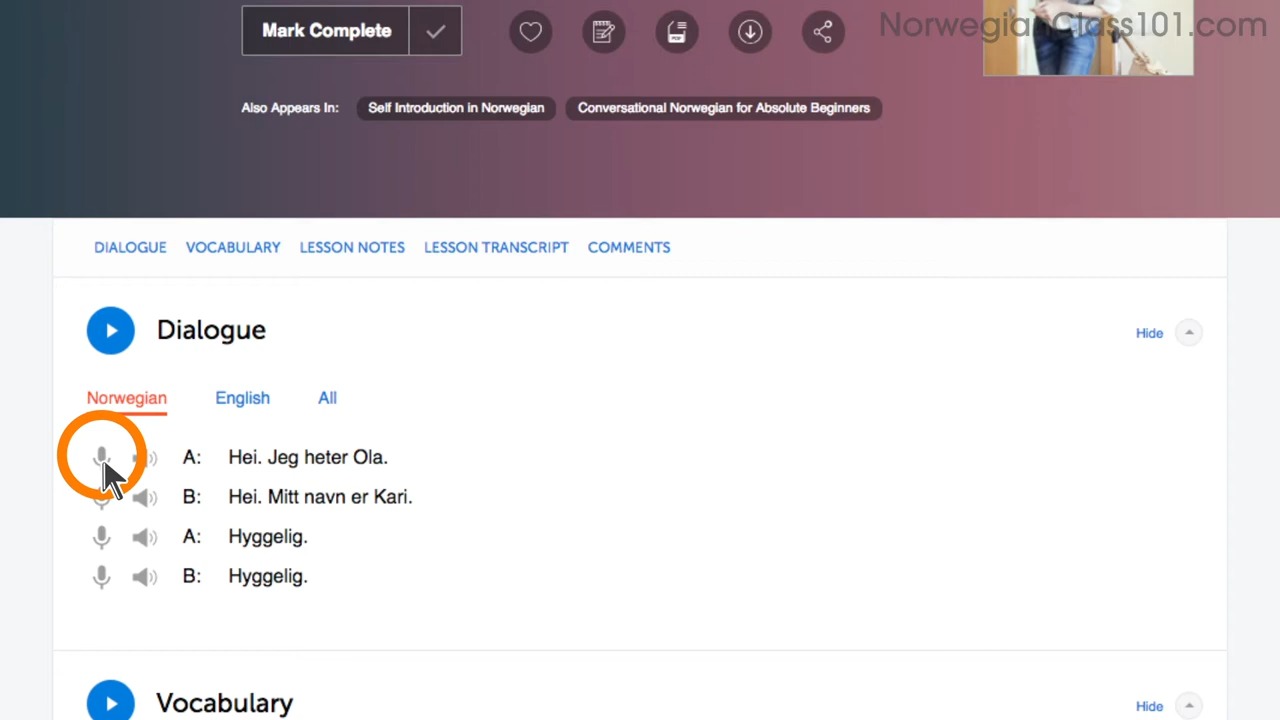 NorwegianClass101.com
Mark Complete
PDF
Also Appears In: Self Introduction in Norwegian Conversational Norwegian for Absolute Beginners
DIALOGUE VOCABULARY LESSON NOTES LESSON TRANSCRIPT COMMENTS
Dialogue Hide
Norwegian English All
A: Hei. Jeg heter Ola.
B: Hei. Mitt navn er Kari.
A: Hyggelig.
B: Hyggelig.
Vocabulary Hide